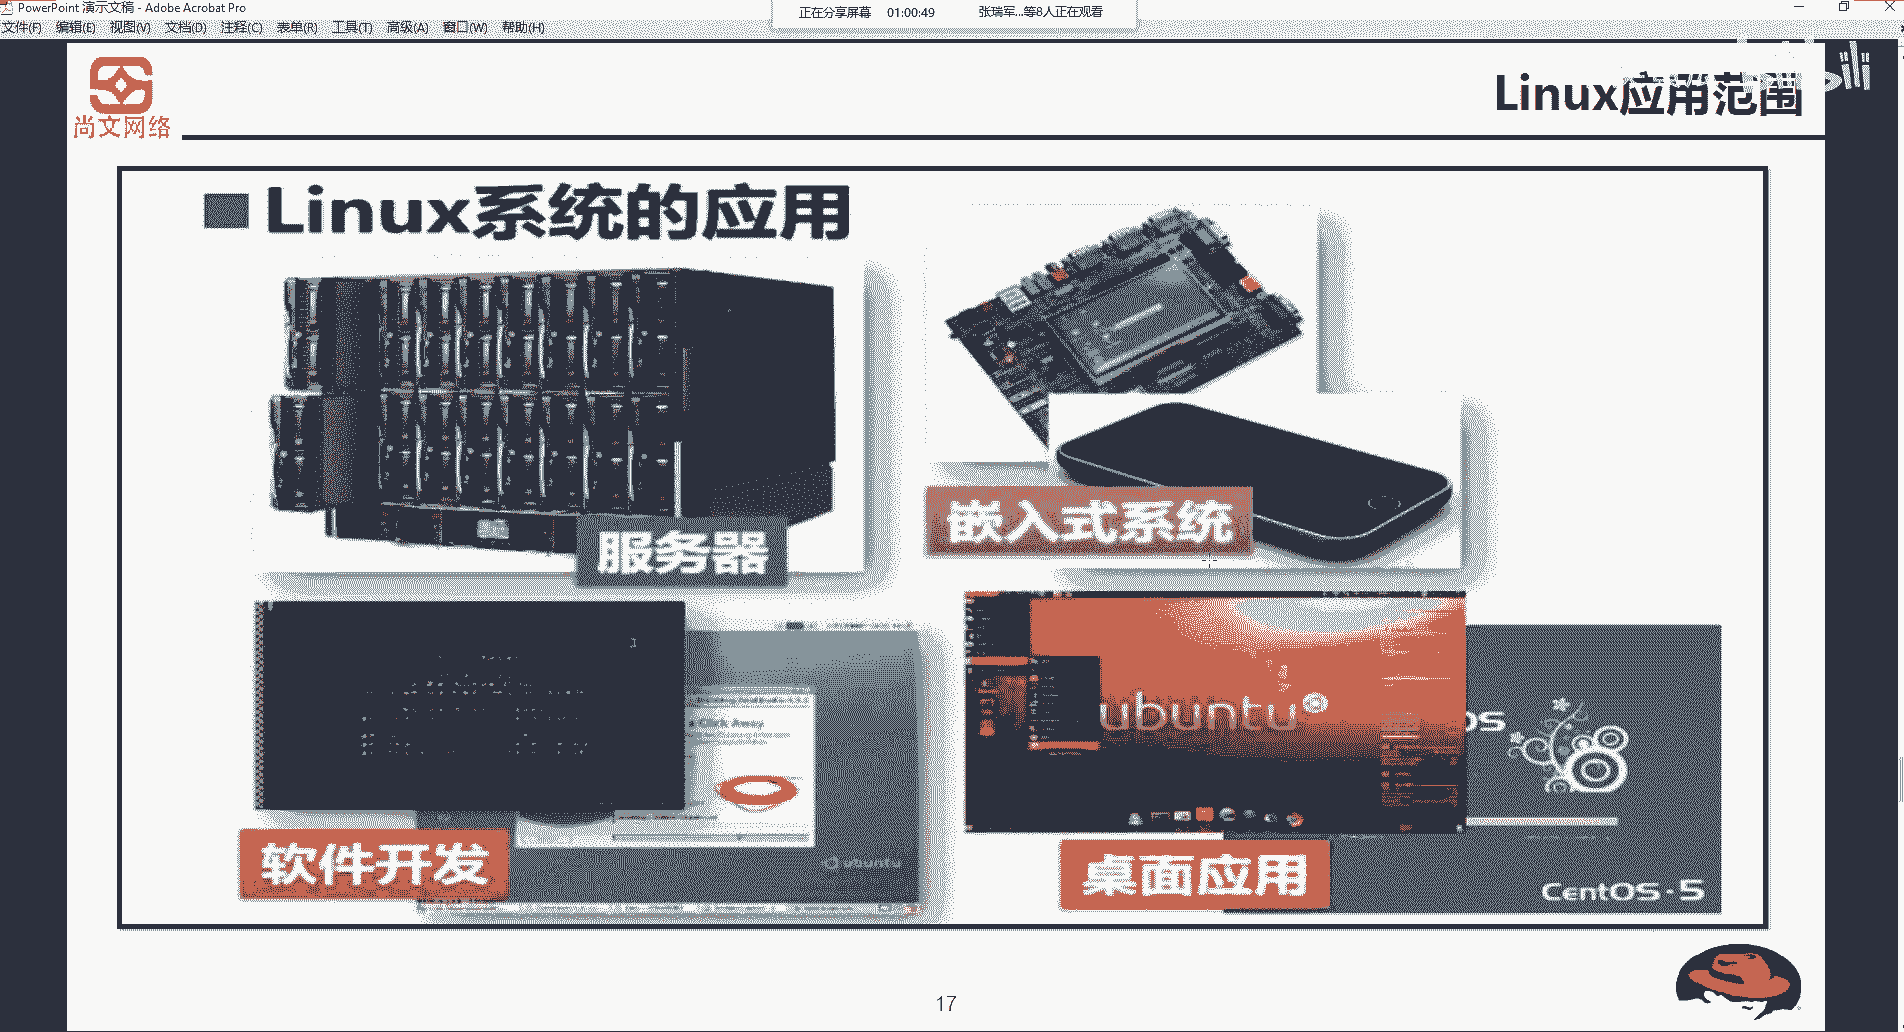 PowerPoint 演示文稿 - Adobe Acrobat Pro
正在分享屏幕 01:00:49 张瑞军...等8人正在观看
文件(F) 编辑(E) 视图(V) 文档(D) 注释(C) 表单(R) 工具(T) 高级(A) 窗口(W) 帮助(H)
尚文网络
Linux应用范围
Linux系统的应用
服务器
嵌入式系统
软件开发
Click Away
ubuntu
桌面应用
ubuntu
OS
CentOS-5
17